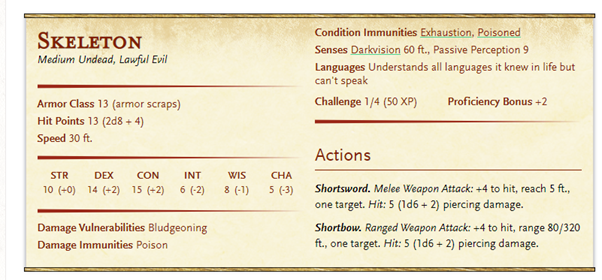 SKELETON
Medium Undead, Lawful Evil
Armor Class 13 (armor scraps)
Hit Points 13 (2d8 + 4)
Speed 30 ft.
STR DEX CON INT WIS CHA
10 (+0) 14 (+2) 15 (+2) 6 (-2) 8 (-1) 5 (-3)
Damage Vulnerabilities Bludgeoning
Damage Immunities Poison
Condition Immunities Exhaustion, Poisoned
Senses Darkvision 60 ft., Passive Perception 9
Languages Understands all languages it knew in life but
can't speak
Challenge 1/4 (50 XP) Proficiency Bonus +2
Actions
Shortsword. Melee Weapon Attack: +4 to hit, reach 5 ft.,
one target. Hit: 5 (1d6 + 2) piercing damage.
Shortbow. Ranged Weapon Attack: +4 to hit, range 80/320
ft., one target. Hit: 5 (1d6 + 2) piercing damage.